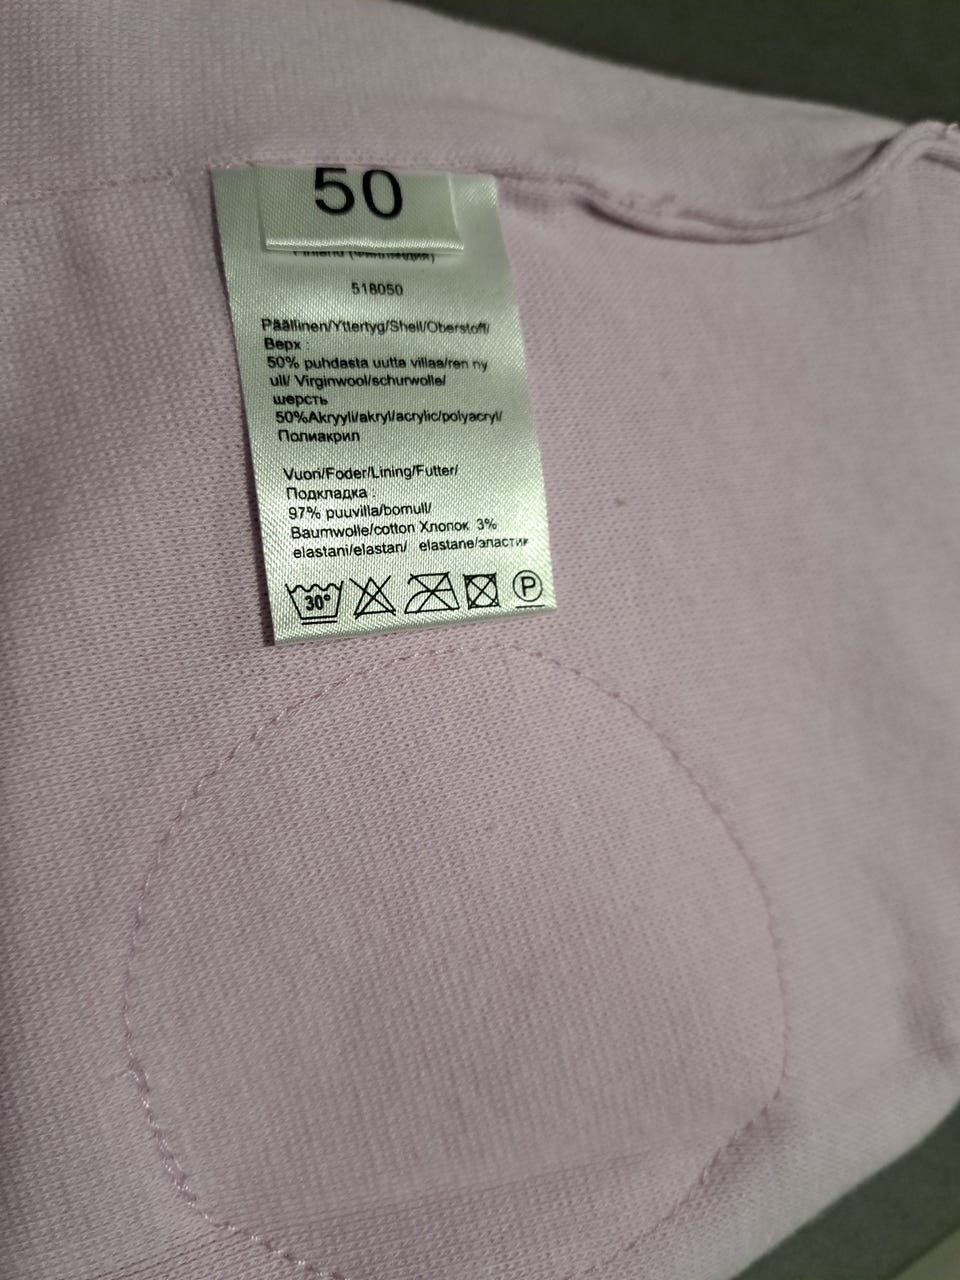 50
Finland (Финляндия)
518050
Päällinen/Yttertyg/Shell/Oberstoff/
Верх :
50% puhdasta uutta villaa/ren ny
ull/ Virginwool/schurwolle/
шерсть
50%Akryyli/akryl/acrylic/polyacryl/
Полиакрил
Vuori/Foder/Lining/Futter/
Подкладка :
97% puuvilla/bomull/
Baumwolle/cotton Хлопок 3%
elastani/elastan/ elastane/эластик
30° P